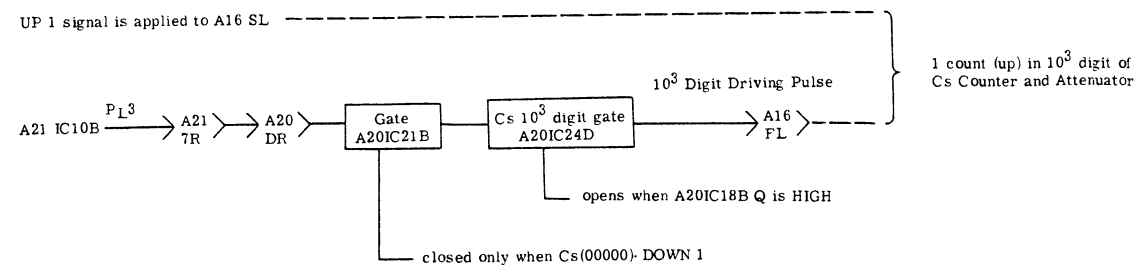 UP 1 signal is applied to A16 SL
1 count (up) in 10³ digit of
Cs Counter and Attenuator
10³ Digit Driving Pulse
A21 IC10B
P_L3
A21
7R
A20
DR
Gate
A20IC21B
Cs 10³ digit gate
A20IC24D
A16
FL
opens when A20IC18B Q is HIGH
closed only when Cs(00000)· DOWN 1